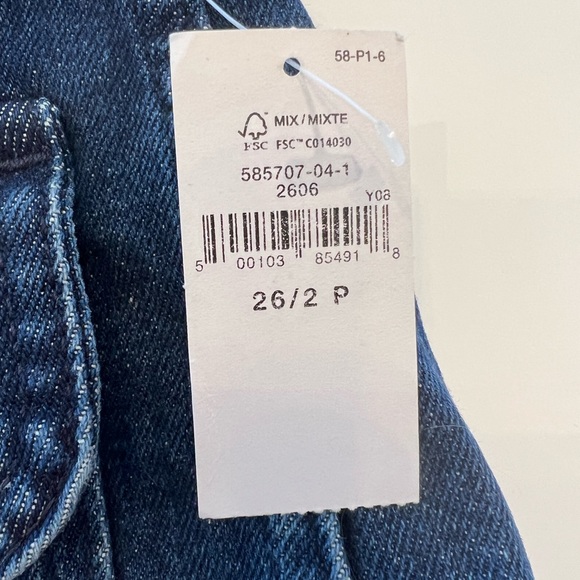 58-P1-6
MIX/MIXTE
FSC FSC™ C014030
585707-04-1
2606
Y08
5 00103 85491 8
26/2 P